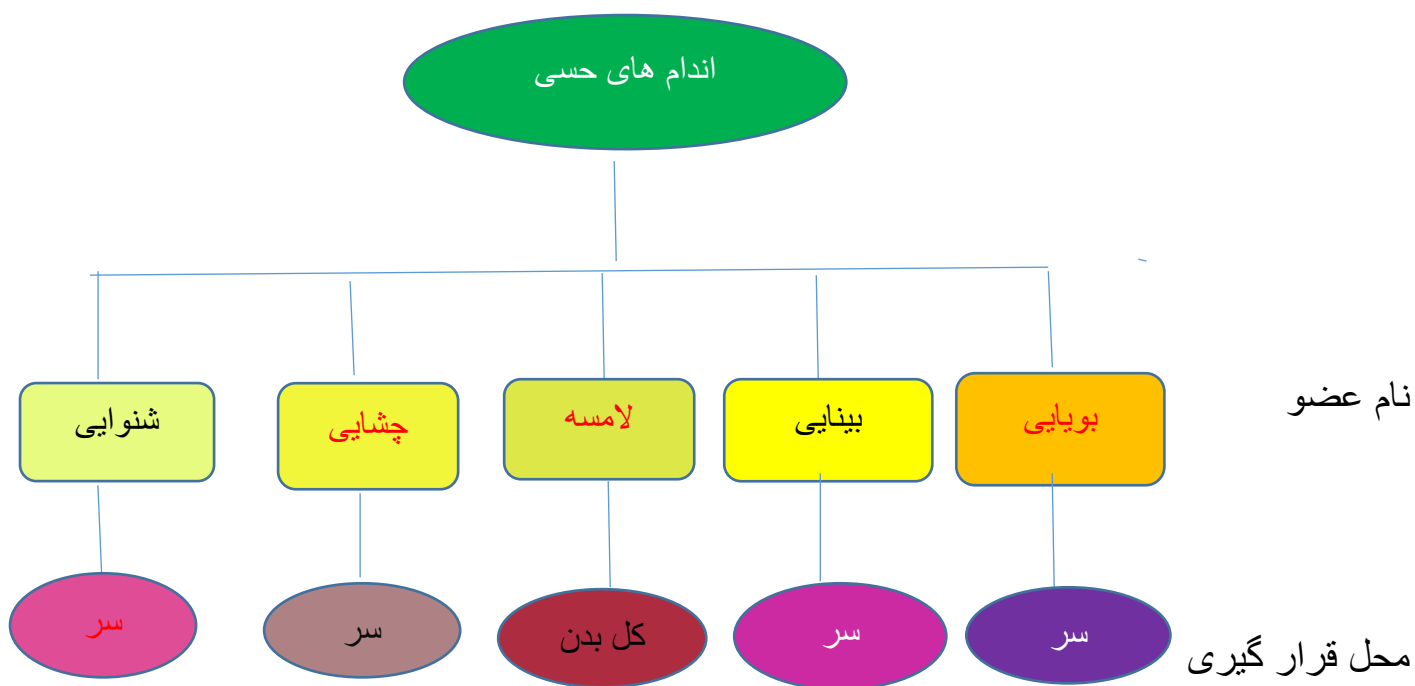 اندام های حسی
نام عضو
بویایی
بینایی
لامسه
چشایی
شنوایی
محل قرار گیری
سر
سر
کل بدن
سر
سر